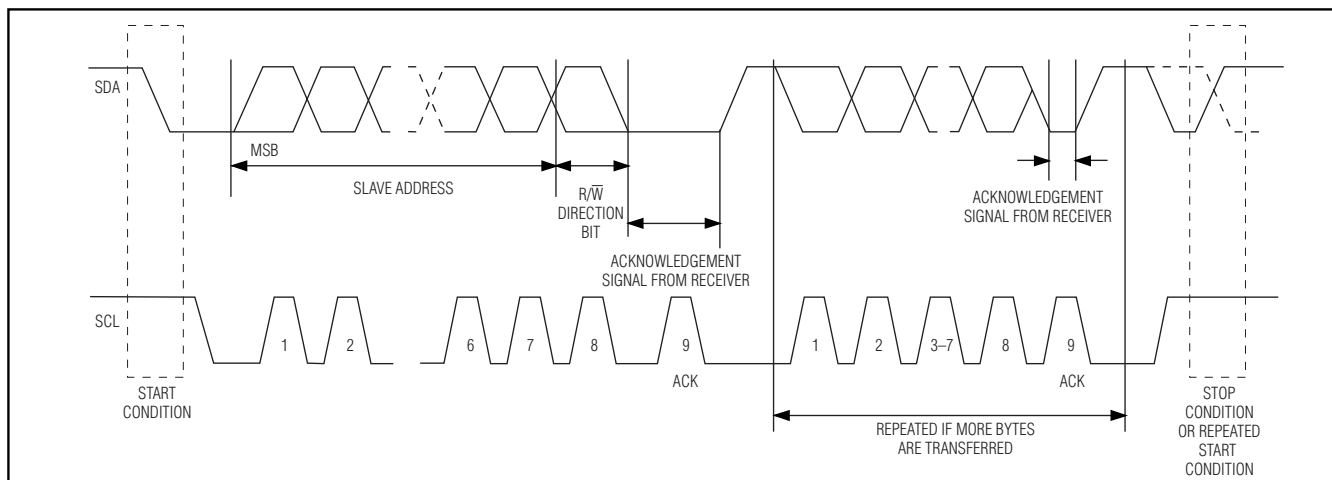 SDA
MSB
SLAVE ADDRESS
R/W̅
DIRECTION
BIT
ACKNOWLEDGEMENT
SIGNAL FROM RECEIVER
ACKNOWLEDGEMENT
SIGNAL FROM RECEIVER
SCL
1
2
6
7
8
9
1
2
3–7
8
9
ACK
ACK
START
CONDITION
REPEATED IF MORE BYTES
ARE TRANSFERRED
STOP
CONDITION
OR REPEATED
START
CONDITION